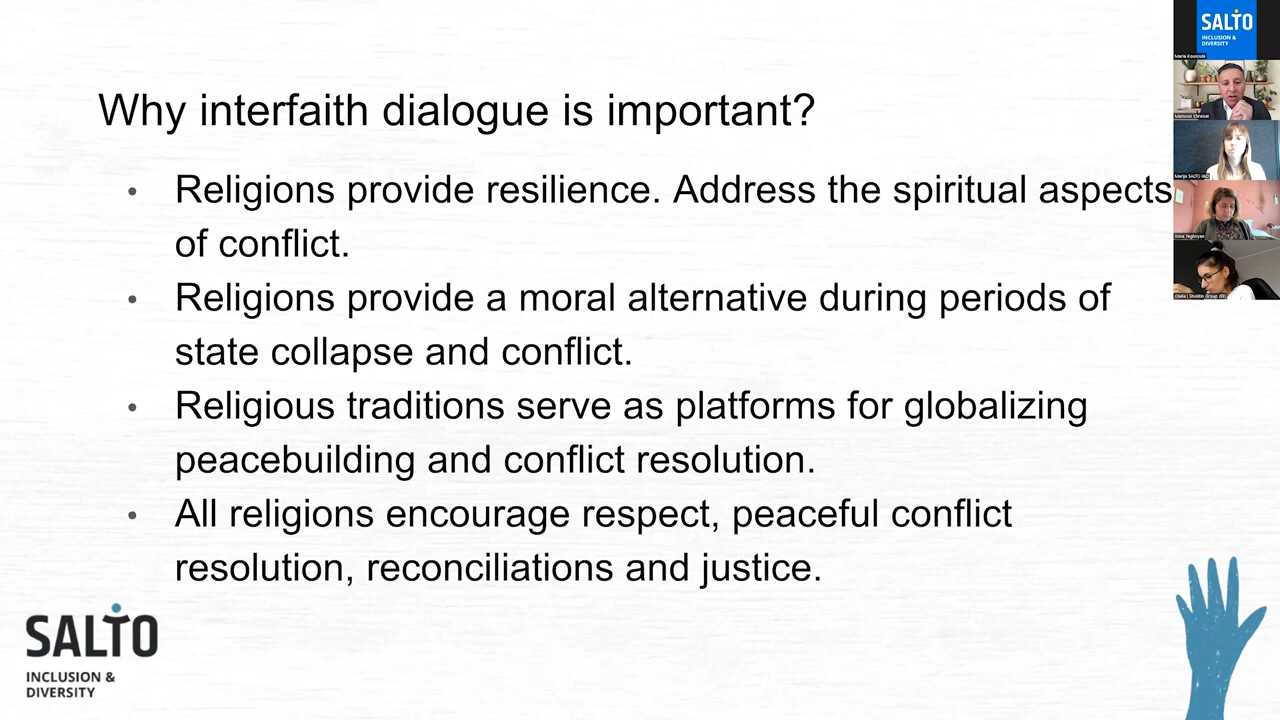 Why interfaith dialogue is important?
• Religions provide resilience. Address the spiritual aspects
of conflict.
• Religions provide a moral alternative during periods of
state collapse and conflict.
• Religious traditions serve as platforms for globalizing
peacebuilding and conflict resolution.
• All religions encourage respect, peaceful conflict
resolution, reconciliations and justice.
SALTO
INCLUSION &
DIVERSITY
SALTO
INCLUSION &
DIVERSITY